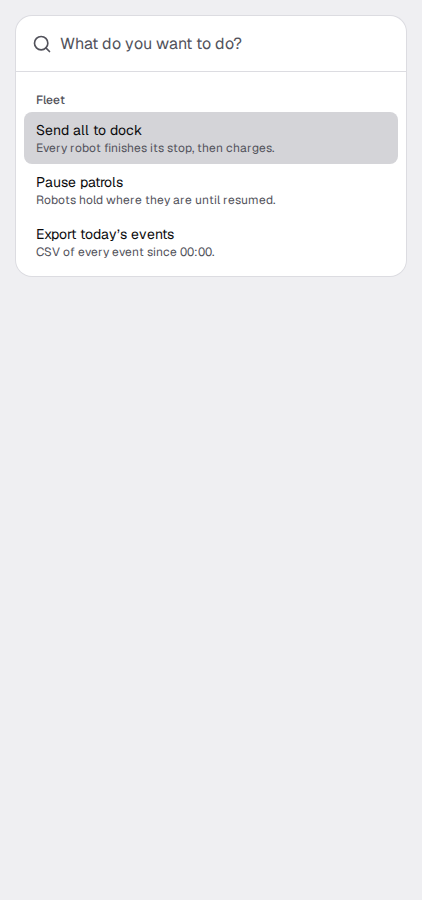 What do you want to do?
Fleet
Send all to dock
Every robot finishes its stop, then charges.
Pause patrols
Robots hold where they are until resumed.
Export today’s events
CSV of every event since 00:00.